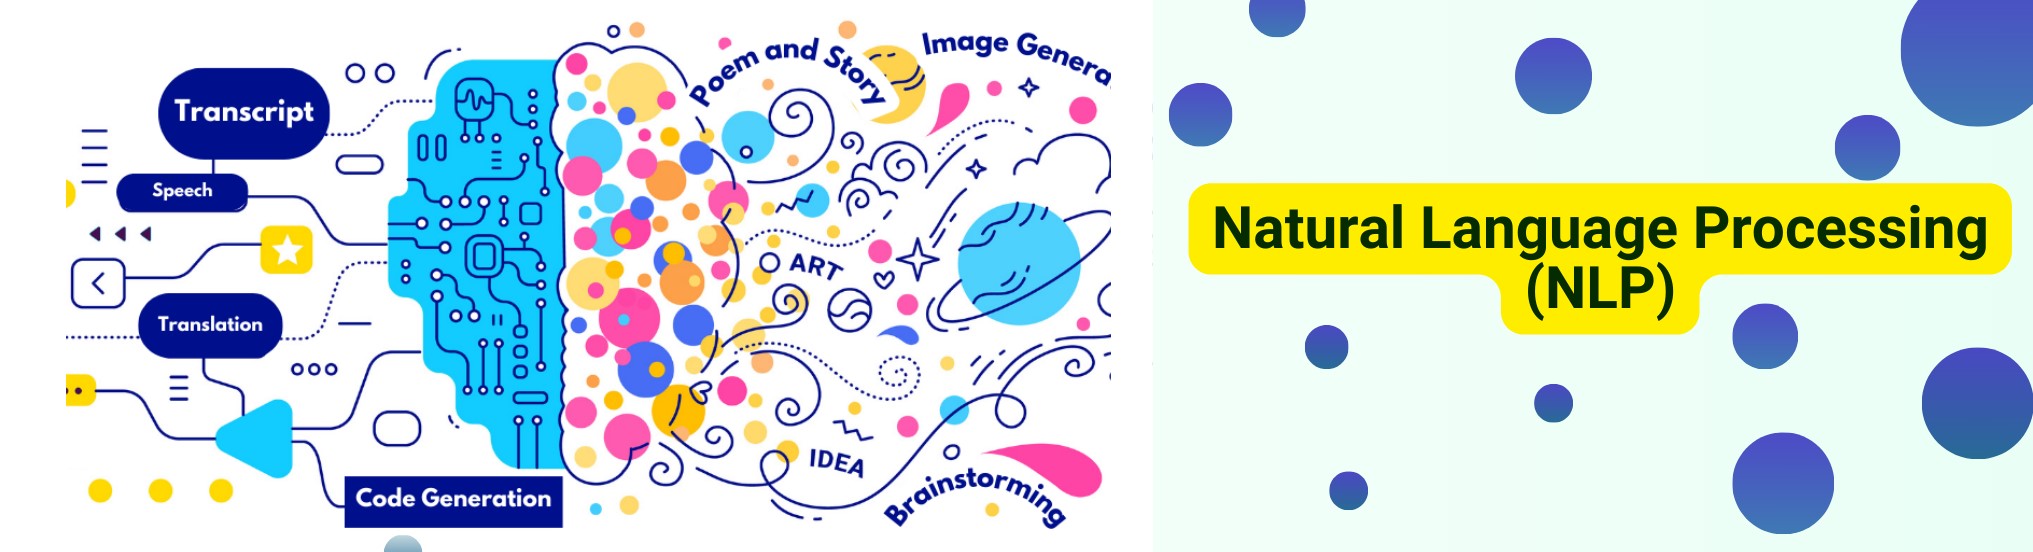 Transcript
Speech
Translation
Code Generation
Poem and Story
Image Genera
ART
IDEA
Brainstorming
Natural Language Processing
(NLP)